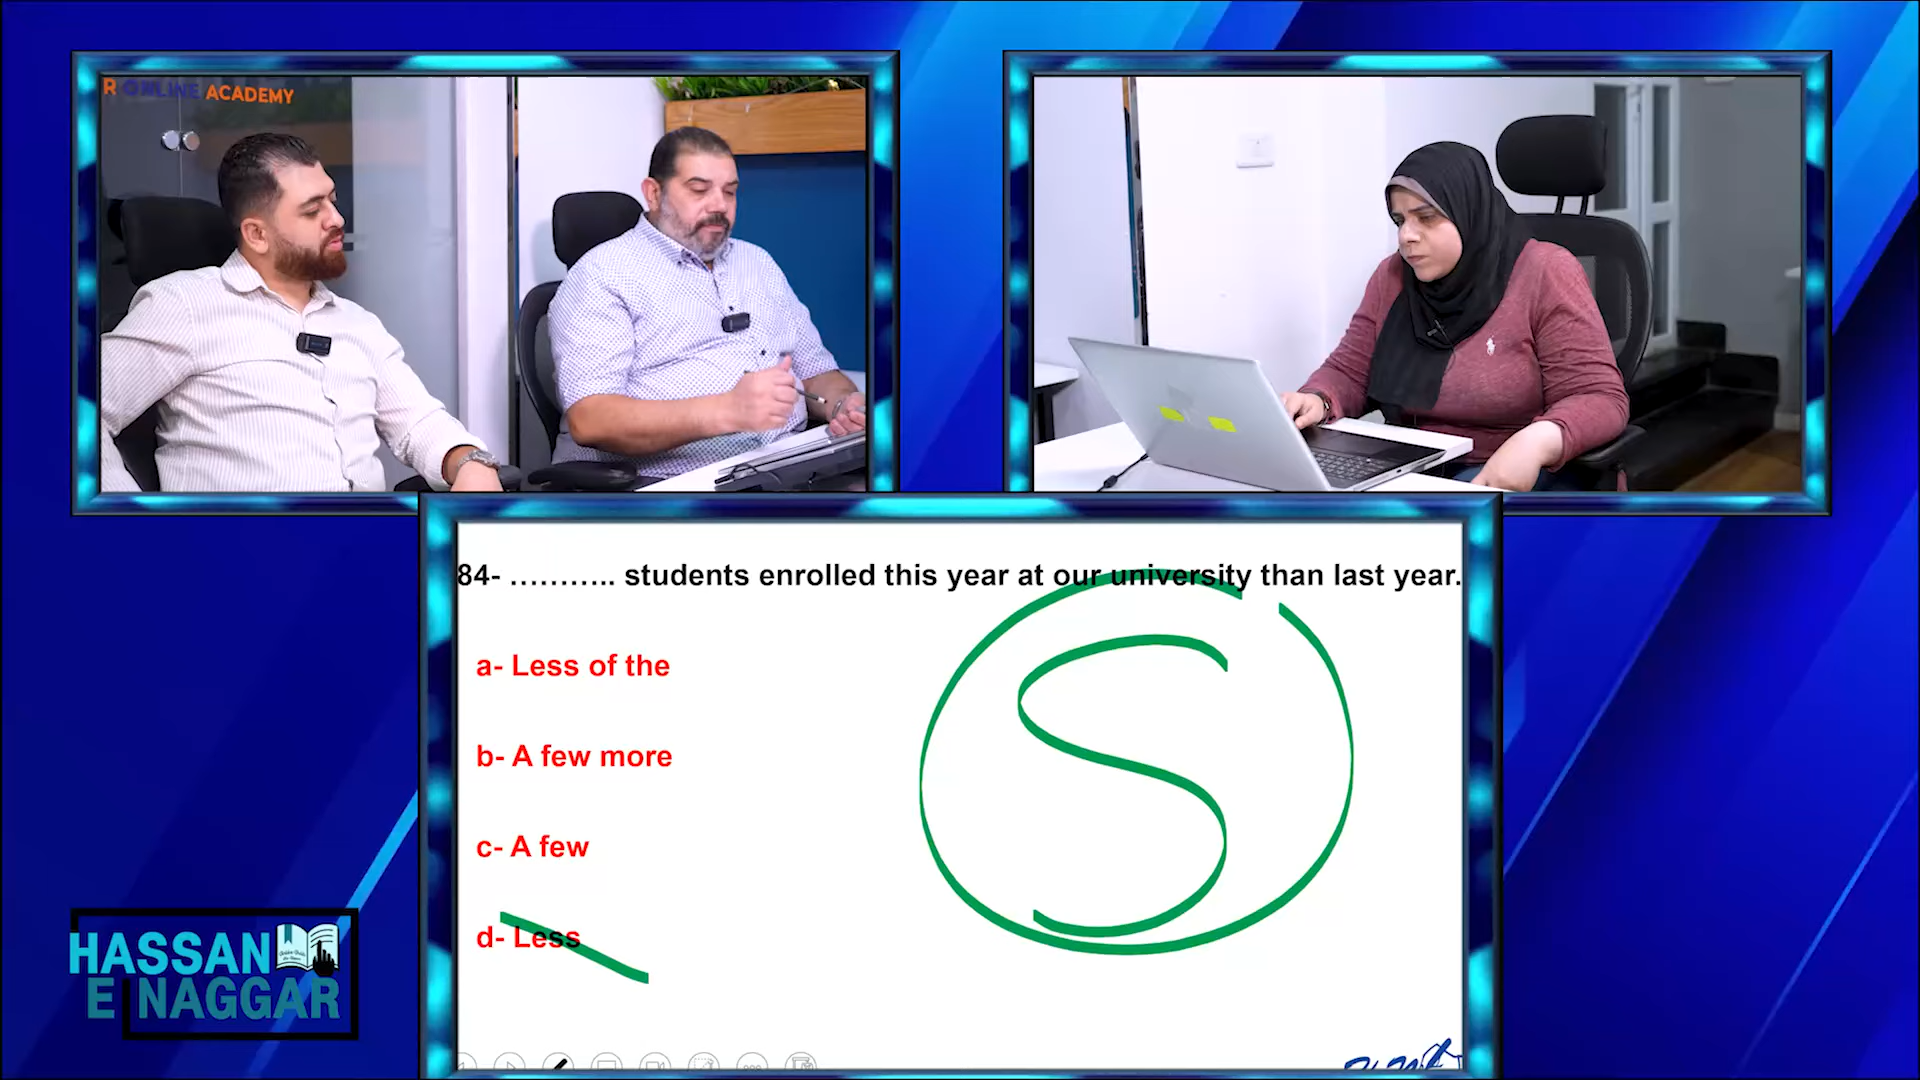 R ONLINE ACADEMY
84- ……….. students enrolled this year at our university than last year.
a- Less of the
b- A few more
c- A few
d- Less
S
HASSAN
E NAGGAR